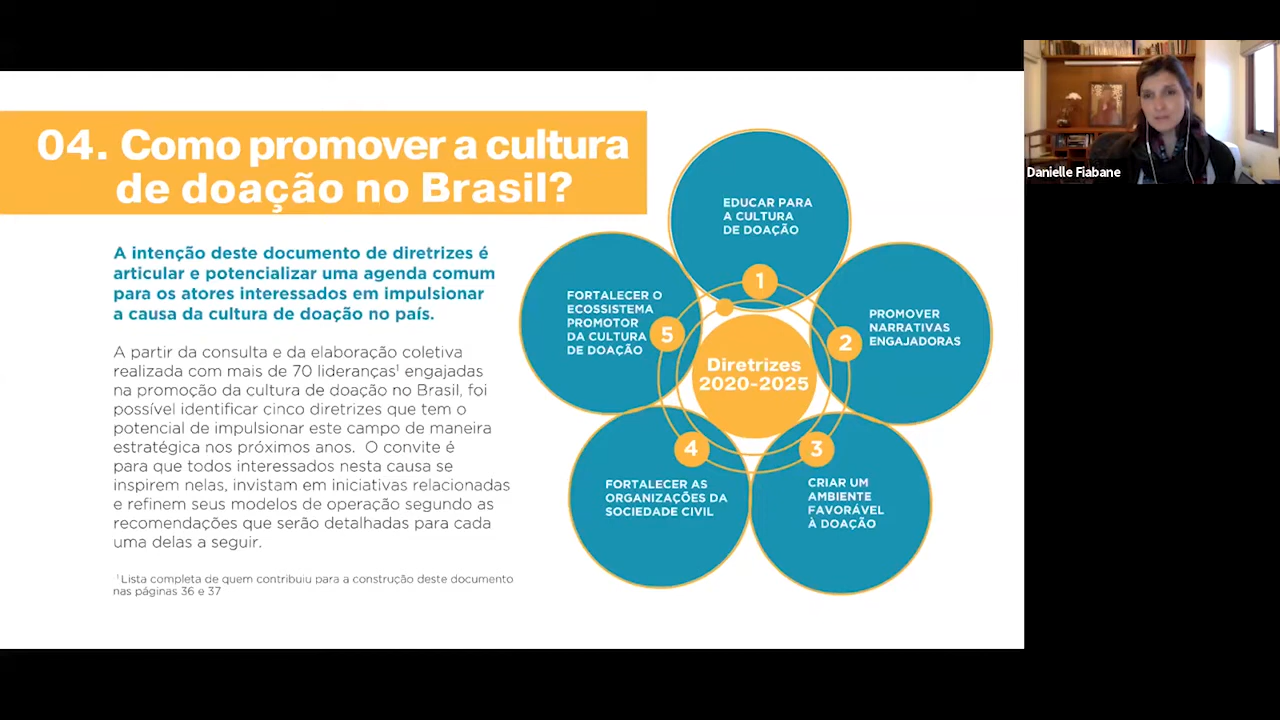 04. Como promover a cultura
de doação no Brasil?
A intenção deste documento de diretrizes é
articular e potencializar uma agenda comum
para os atores interessados em impulsionar
a causa da cultura de doação no país.
A partir da consulta e da elaboração coletiva
realizada com mais de 70 lideranças¹ engajadas
na promoção da cultura de doação no Brasil, foi
possível identificar cinco diretrizes que tem o
potencial de impulsionar este campo de maneira
estratégica nos próximos anos. O convite é
para que todos interessados nesta causa se
inspirem nelas, invistam em iniciativas relacionadas
e refinem seus modelos de operação segundo as
recomendações que serão detalhadas para cada
uma delas a seguir.
¹ Lista completa de quem contribuiu para a construção deste documento
nas páginas 36 e 37
Diretrizes
2020-2025
1
EDUCAR PARA
A CULTURA
DE DOAÇÃO
2
PROMOVER
NARRATIVAS
ENGAJADORAS
3
CRIAR UM
AMBIENTE
FAVORÁVEL
À DOAÇÃO
4
FORTALECER AS
ORGANIZAÇÕES DA
SOCIEDADE CIVIL
5
FORTALECER O
ECOSSISTEMA
PROMOTOR
DA CULTURA
DE DOAÇÃO
Danielle Fiabane